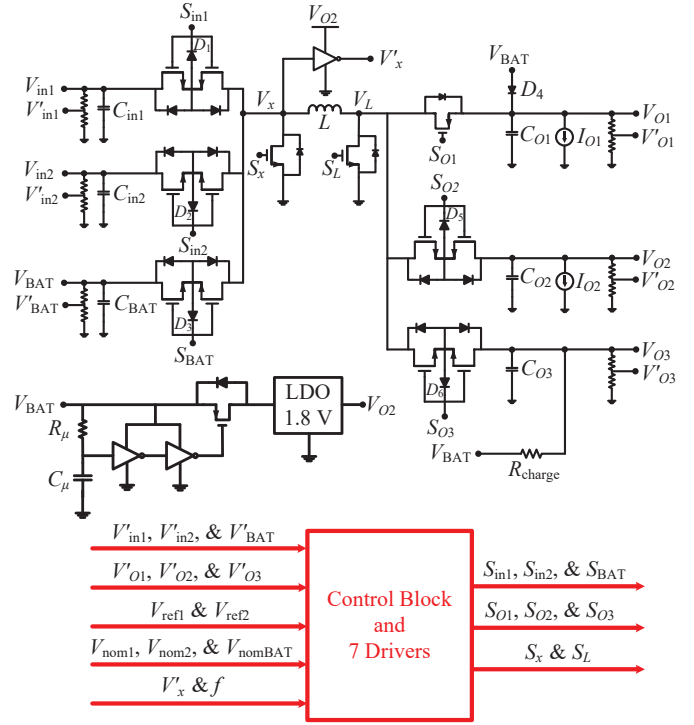 S_in1
V_O2
D_1
V_in1
V'_in1
C_in1
V_x
V'_x
V_L
L
V_BAT
D_4
V_O1
V'_O1
C_O1
I_O1
S_O1
S_x
S_L
V_in2
V'_in2
C_in2
D_2
S_in2
S_O2
D_5
V_O2
V'_O2
C_O2
I_O2
V_BAT
V'_BAT
C_BAT
D_3
S_BAT
V_O3
V'_O3
C_O3
D_6
S_O3
V_BAT
R_charge
V_BAT
R_μ
C_μ
LDO
1.8 V
V_O2
V'_in1, V'_in2, & V'_BAT
V'_O1, V'_O2, & V'_O3
V_ref1 & V_ref2
V_nom1, V_nom2, & V_nomBAT
V'_x & f
Control Block
and
7 Drivers
S_in1, S_in2, & S_BAT
S_O1, S_O2, & S_O3
S_x & S_L